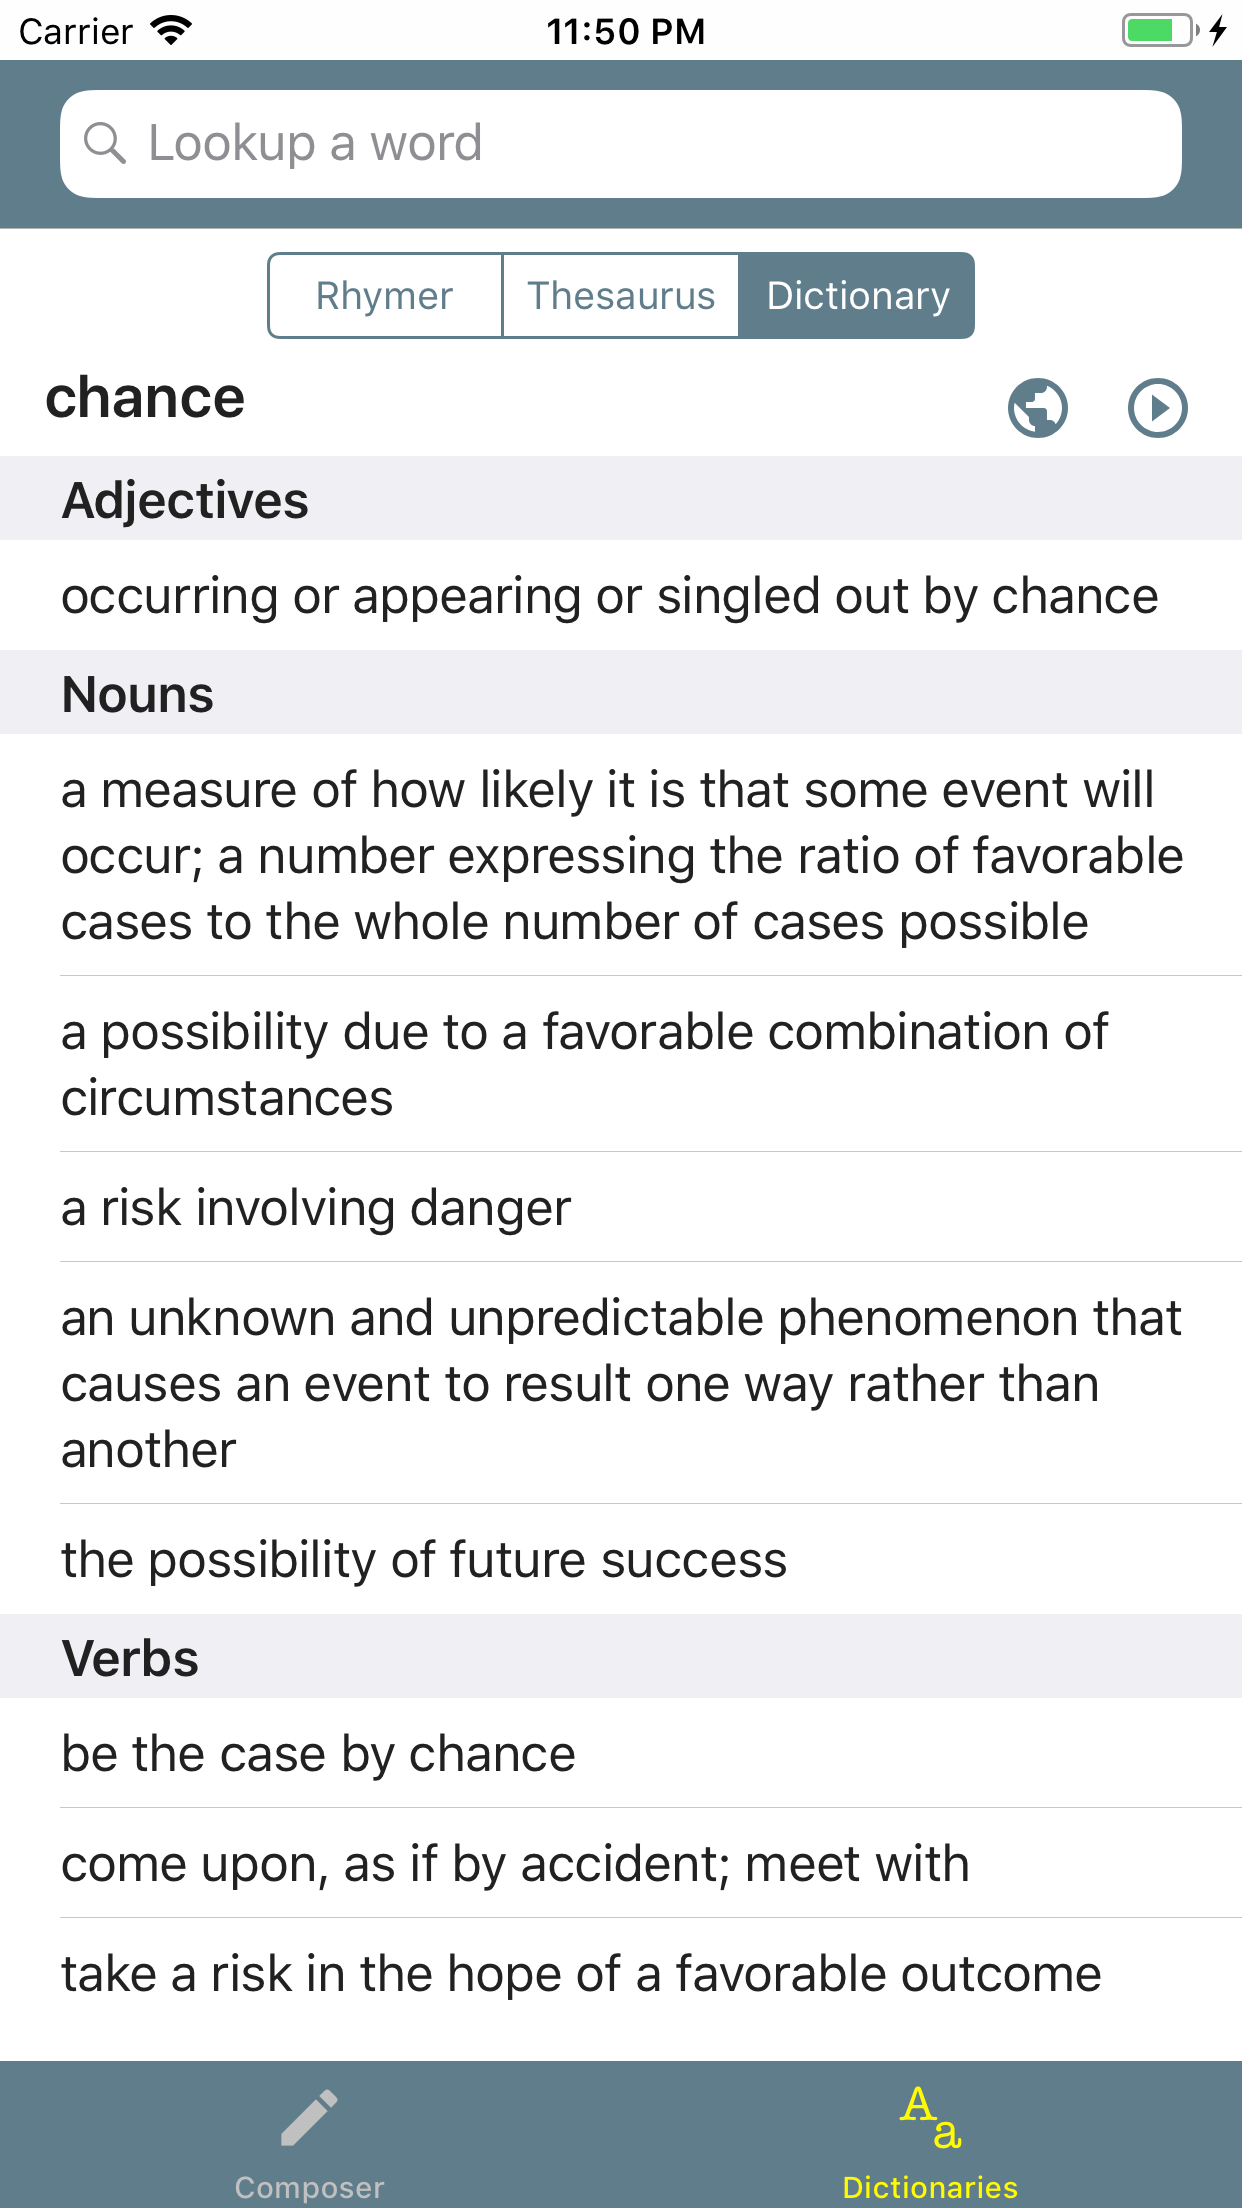 Carrier 11:50 PM
Lookup a word
Rhymer Thesaurus Dictionary
chance
Adjectives
occurring or appearing or singled out by chance
Nouns
a measure of how likely it is that some event will
occur; a number expressing the ratio of favorable
cases to the whole number of cases possible
a possibility due to a favorable combination of
circumstances
a risk involving danger
an unknown and unpredictable phenomenon that
causes an event to result one way rather than
another
the possibility of future success
Verbs
be the case by chance
come upon, as if by accident; meet with
take a risk in the hope of a favorable outcome
A a
Composer Dictionaries